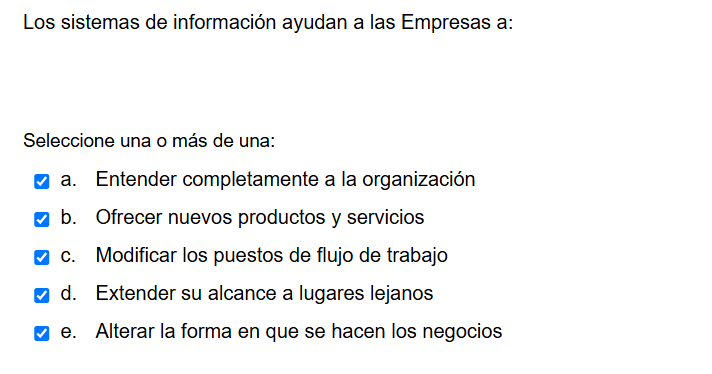 Los sistemas de información ayudan a las Empresas a:
Seleccione una o más de una:
a. Entender completamente a la organización
b. Ofrecer nuevos productos y servicios
c. Modificar los puestos de flujo de trabajo
d. Extender su alcance a lugares lejanos
e. Alterar la forma en que se hacen los negocios